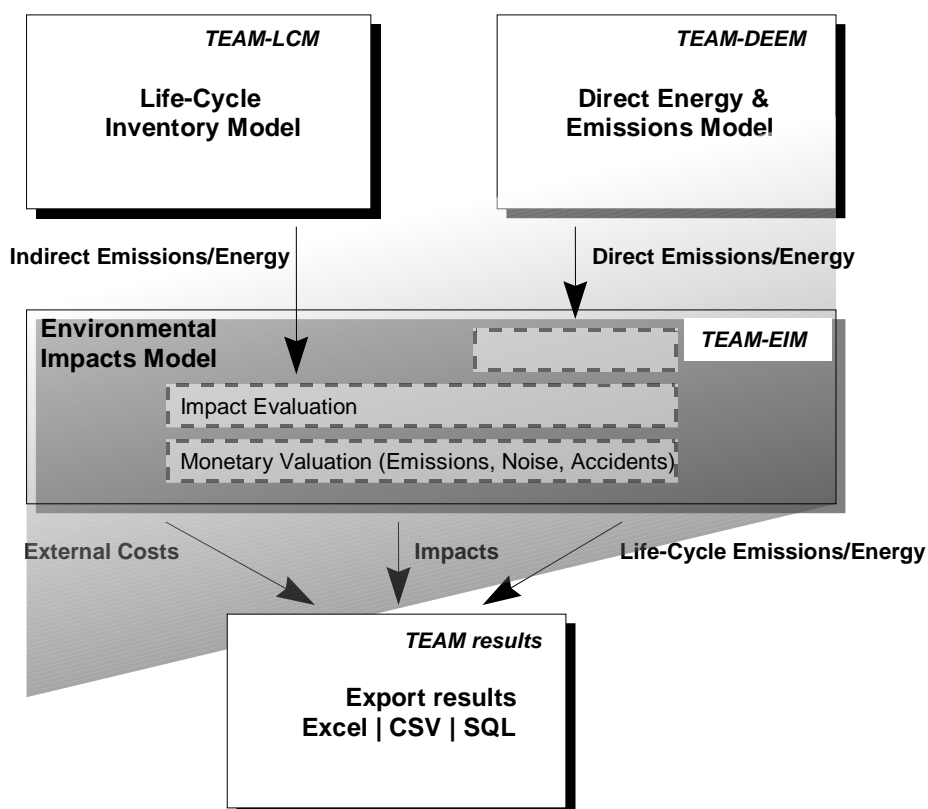 TEAM-LCM
Life-Cycle
Inventory Model
TEAM-DEEM
Direct Energy &
Emissions Model
Indirect Emissions/Energy
Direct Emissions/Energy
Environmental
Impacts Model
TEAM-EIM
Impact Evaluation
Monetary Valuation (Emissions, Noise, Accidents)
External Costs
Impacts
Life-Cycle Emissions/Energy
TEAM results
Export results
Excel | CSV | SQL